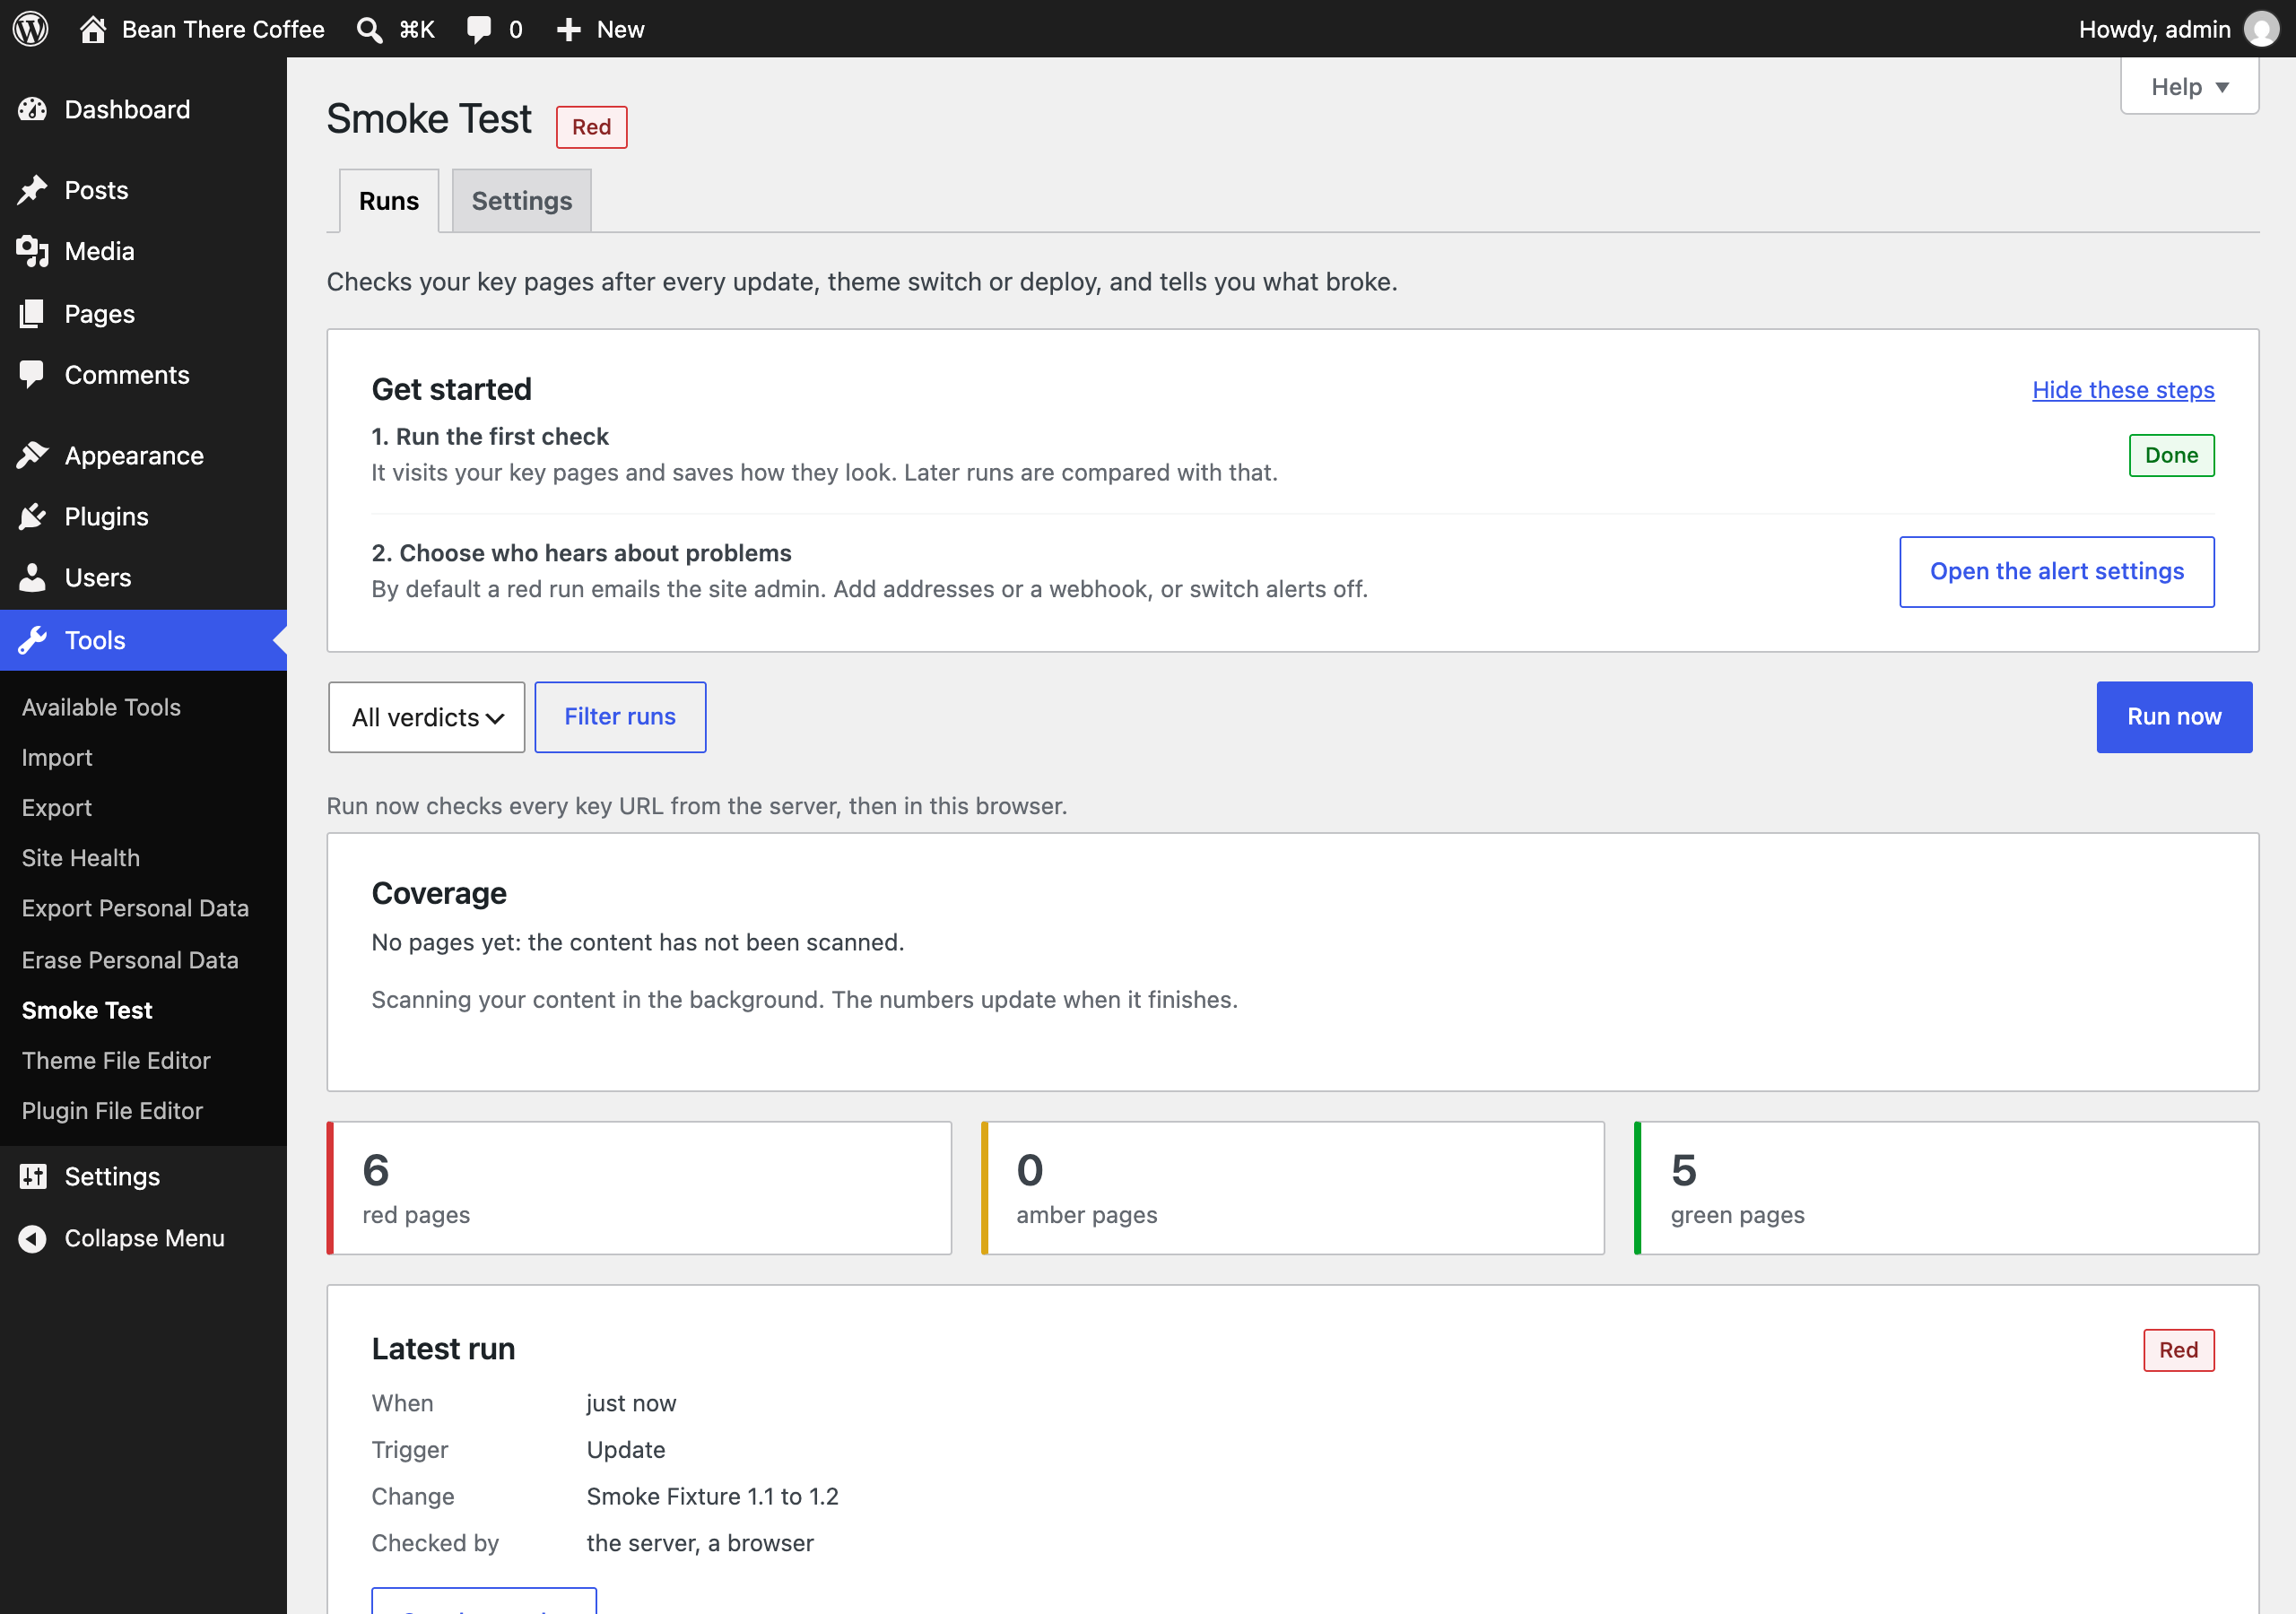 Bean There Coffee
⌘K
0
New
Howdy, admin
Dashboard
Posts
Media
Pages
Comments
Appearance
Plugins
Users
Tools
Available Tools
Import
Export
Site Health
Export Personal Data
Erase Personal Data
Smoke Test
Theme File Editor
Plugin File Editor
Settings
Collapse Menu
Help
Smoke Test
Red
Runs
Settings
Checks your key pages after every update, theme switch or deploy, and tells you what broke.
Get started
Hide these steps
1. Run the first check
It visits your key pages and saves how they look. Later runs are compared with that.
Done
2. Choose who hears about problems
By default a red run emails the site admin. Add addresses or a webhook, or switch alerts off.
Open the alert settings
All verdicts
Filter runs
Run now
Run now checks every key URL from the server, then in this browser.
Coverage
No pages yet: the content has not been scanned.
Scanning your content in the background. The numbers update when it finishes.
6
red pages
0
amber pages
5
green pages
Latest run
Red
When just now
Trigger Update
Change Smoke Fixture 1.1 to 1.2
Checked by the server, a browser